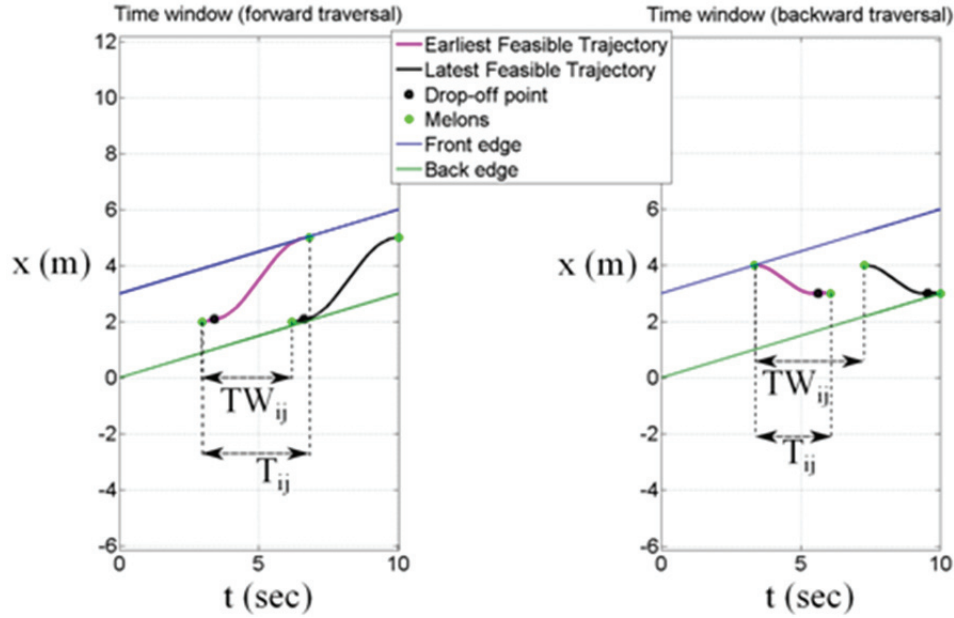 Time window (forward traversal)
Time window (backward traversal)
Earliest Feasible Trajectory
Latest Feasible Trajectory
Drop-off point
Melons
Front edge
Back edge
12
10
8
6
4
2
0
-2
-4
-6
x (m)
TWij
Tij
0
5
10
t (sec)
6
4
2
0
-2
-4
-6
x (m)
TWij
Tij
0
5
10
t (sec)